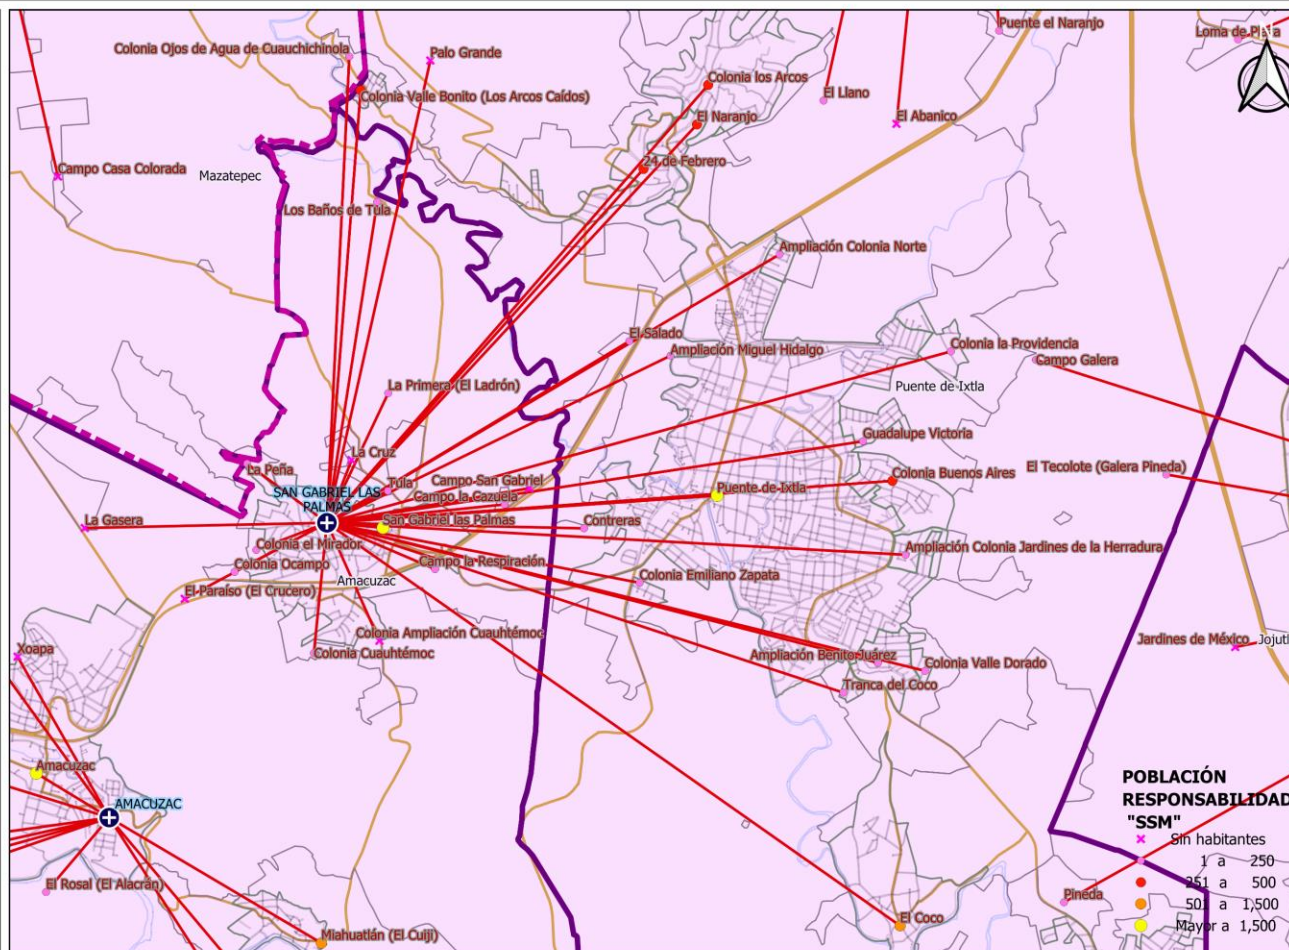 Puente el Naranjo
Loma de Plata
N
Colonia Ojos de Agua de Cuauchichinola
Palo Grande
Colonia los Arcos
El Llano
Colonia Valle Bonito (Los Arcos Caídos)
El Naranjo
El Abanico
24 de Febrero
Campo Casa Colorada
Mazatepec
Los Baños de Tula
Ampliación Colonia Norte
El Salado
Ampliación Miguel Hidalgo
Colonia la Providencia
Campo Galera
La Primera (El Ladrón)
Puente de Ixtla
Guadalupe Victoria
La Cruz
La Peña
Colonia Buenos Aires
El Tecolote (Galera Pineda)
Tula
Campo San Gabriel
SAN GABRIEL LAS
PALMAS
Campo la Cazuela
Puente de Ixtla
La Gasera
San Gabriel las Palmas
Contreras
Colonia el Mirador
Ampliación Colonia Jardines de la Herradura
Colonia Ocampo
Campo la Respiración
Amacuzac
Colonia Emiliano Zapata
El Paraíso (El Crucero)
Colonia Ampliación Cuauhtémoc
Jardines de México
Jojutl
Xoapa
Colonia Cuauhtémoc
Ampliación Benito Juárez
Colonia Valle Dorado
Tranca del Coco
Amacuzac
AMACUZAC
POBLACIÓN
RESPONSABILIDAD
"SSM"
Sin habitantes
1 a 250
251 a 500
501 a 1,500
Mayor a 1,500
El Rosal (El Alacrán)
Pineda
El Coco
Miahuatlán (El Cuiji)